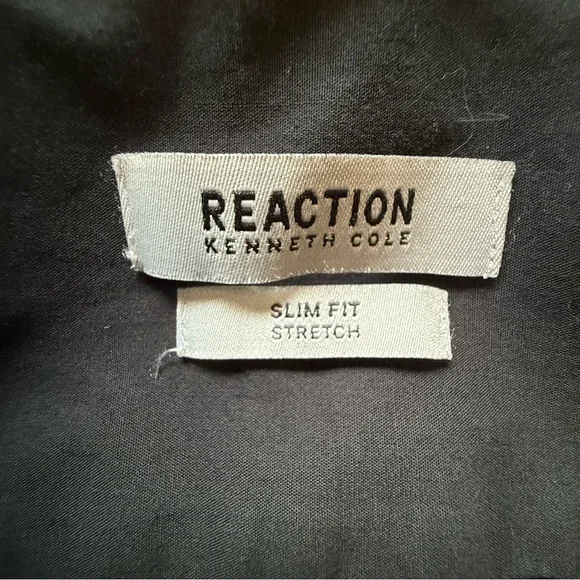 REACTION
KENNETH COLE
SLIM FIT
STRETCH